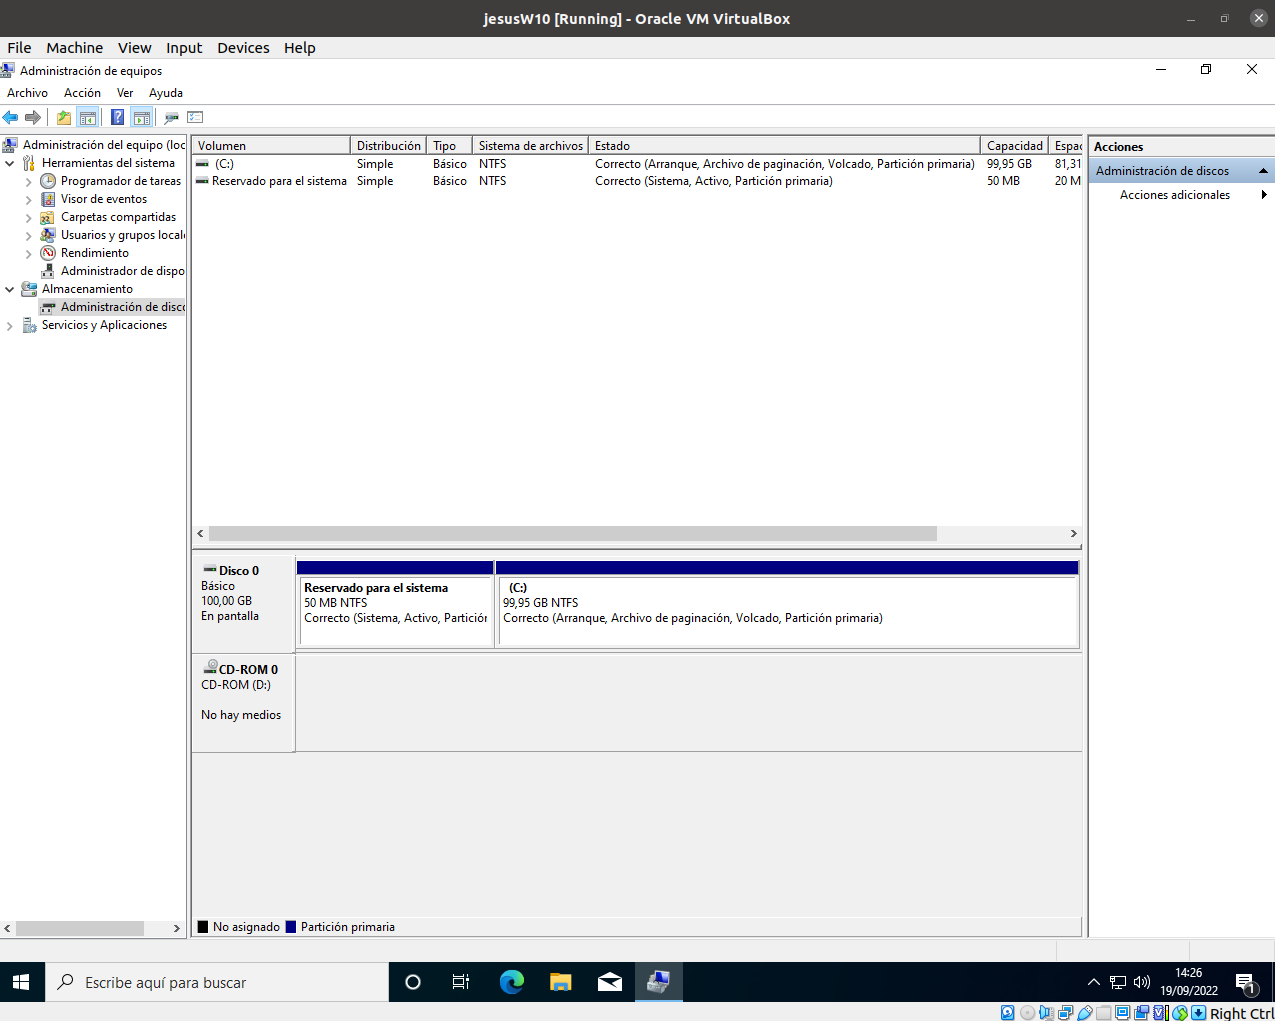 jesusW10 [Running] - Oracle VM VirtualBox
File Machine View Input Devices Help
Administración de equipos
Archivo Acción Ver Ayuda
Administración del equipo (loc
Herramientas del sistema
Programador de tareas
Visor de eventos
Carpetas compartidas
Usuarios y grupos locale
Rendimiento
Administrador de dispo
Almacenamiento
Administración de disco
Servicios y Aplicaciones
Volumen Distribución Tipo Sistema de archivos Estado Capacidad Espac
(C:) Simple Básico NTFS Correcto (Arranque, Archivo de paginación, Volcado, Partición primaria) 99,95 GB 81,31
Reservado para el sistema Simple Básico NTFS Correcto (Sistema, Activo, Partición primaria) 50 MB 20 M
Acciones
Administración de discos
Acciones adicionales
Disco 0
Básico
100,00 GB
En pantalla
Reservado para el sistema
50 MB NTFS
Correcto (Sistema, Activo, Partición
(C:)
99,95 GB NTFS
Correcto (Arranque, Archivo de paginación, Volcado, Partición primaria)
CD-ROM 0
CD-ROM (D:)
No hay medios
No asignado Partición primaria
Escribe aquí para buscar
14:26
19/09/2022
1
Right Ctrl